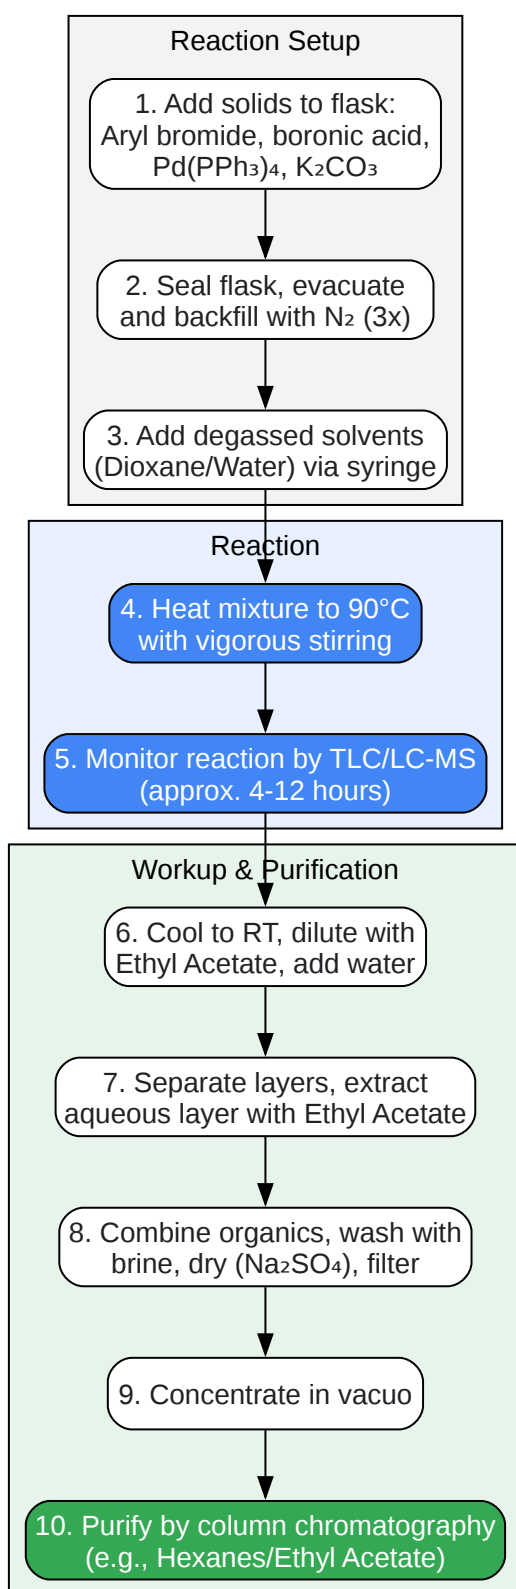 Reaction Setup
1. Add solids to flask:
Aryl bromide, boronic acid,
Pd(PPh₃)₄, K₂CO₃
2. Seal flask, evacuate
and backfill with N₂ (3x)
3. Add degassed solvents
(Dioxane/Water) via syringe
Reaction
4. Heat mixture to 90°C
with vigorous stirring
5. Monitor reaction by TLC/LC-MS
(approx. 4-12 hours)
Workup & Purification
6. Cool to RT, dilute with
Ethyl Acetate, add water
7. Separate layers, extract
aqueous layer with Ethyl Acetate
8. Combine organics, wash with
brine, dry (Na₂SO₄), filter
9. Concentrate in vacuo
10. Purify by column chromatography
(e.g., Hexanes/Ethyl Acetate)